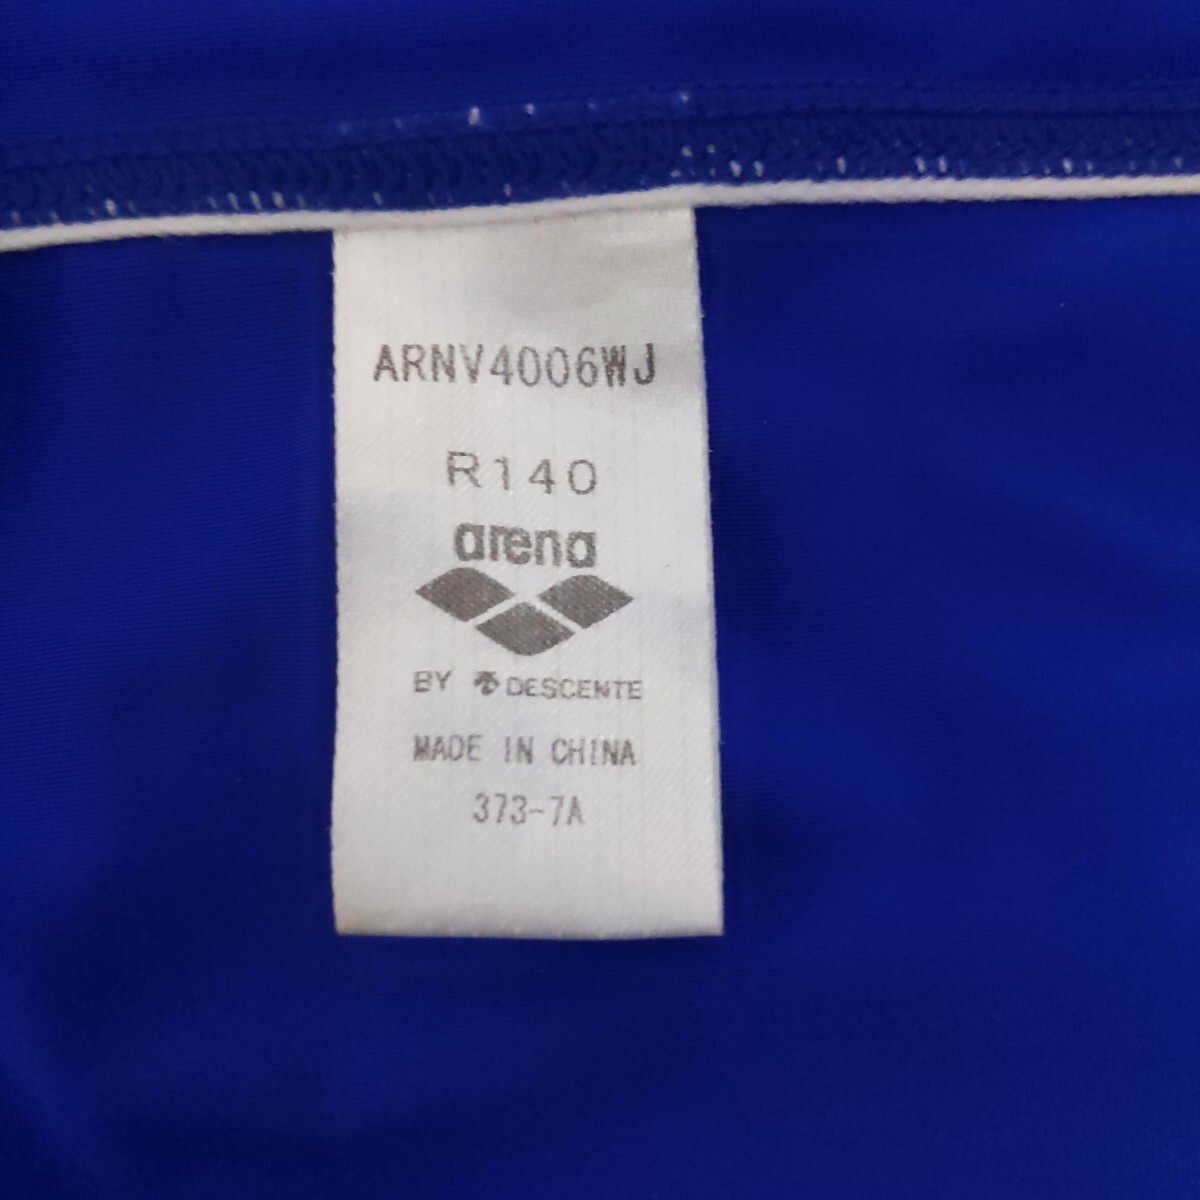 ARNV4006WJ
R140
arena
BY DESCENTE
MADE IN CHINA
373-7A